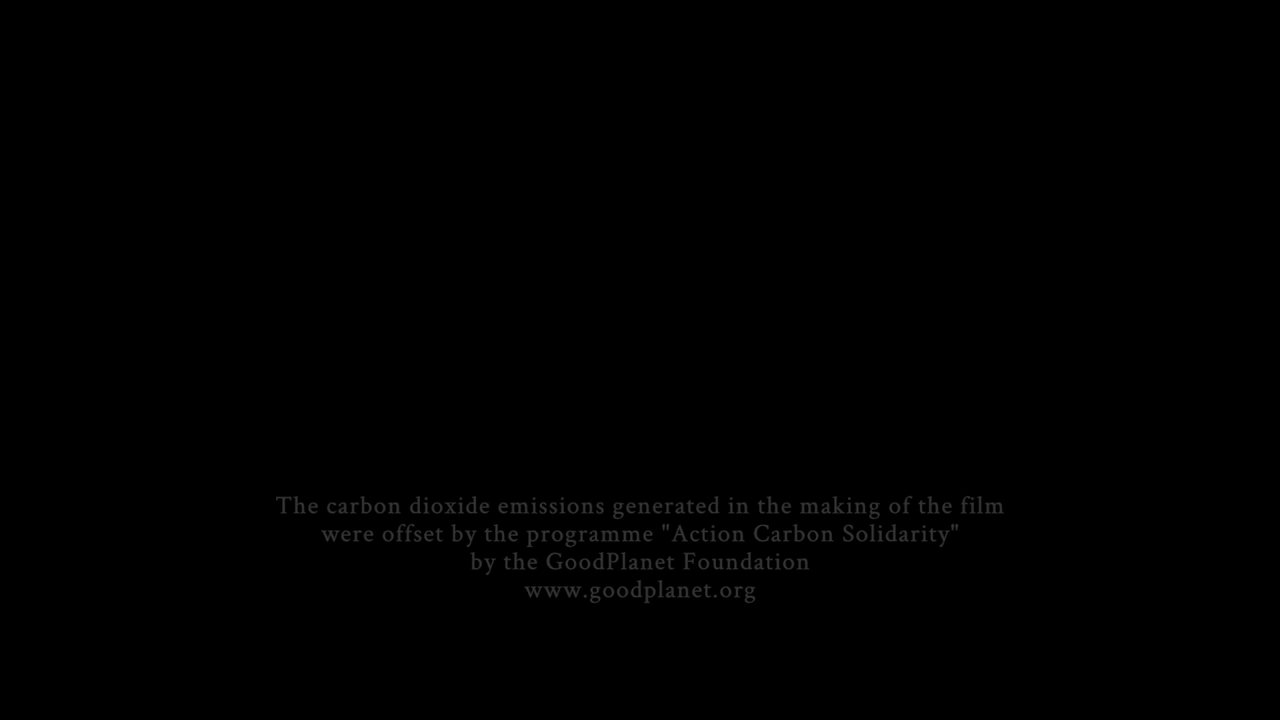 The carbon dioxide emissions generated in the making of the film
were offset by the programme "Action Carbon Solidarity"
by the GoodPlanet Foundation
www.goodplanet.org